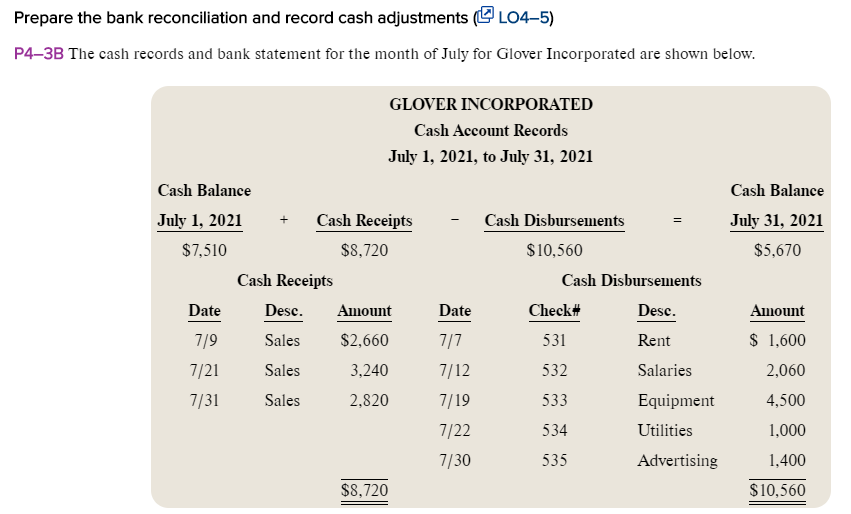 Prepare the bank reconciliation and record cash adjustments (LO4–5)
P4–3B The cash records and bank statement for the month of July for Glover Incorporated are shown below.
GLOVER INCORPORATED
Cash Account Records
July 1, 2021, to July 31, 2021
Cash Balance Cash Balance
July 1, 2021 + Cash Receipts − Cash Disbursements = July 31, 2021
$7,510 $8,720 $10,560 $5,670
Cash Receipts Cash Disbursements
Date Desc. Amount Date Check# Desc. Amount
7/9 Sales $2,660 7/7 531 Rent $ 1,600
7/21 Sales 3,240 7/12 532 Salaries 2,060
7/31 Sales 2,820 7/19 533 Equipment 4,500
7/22 534 Utilities 1,000
7/30 535 Advertising 1,400
$8,720 $10,560